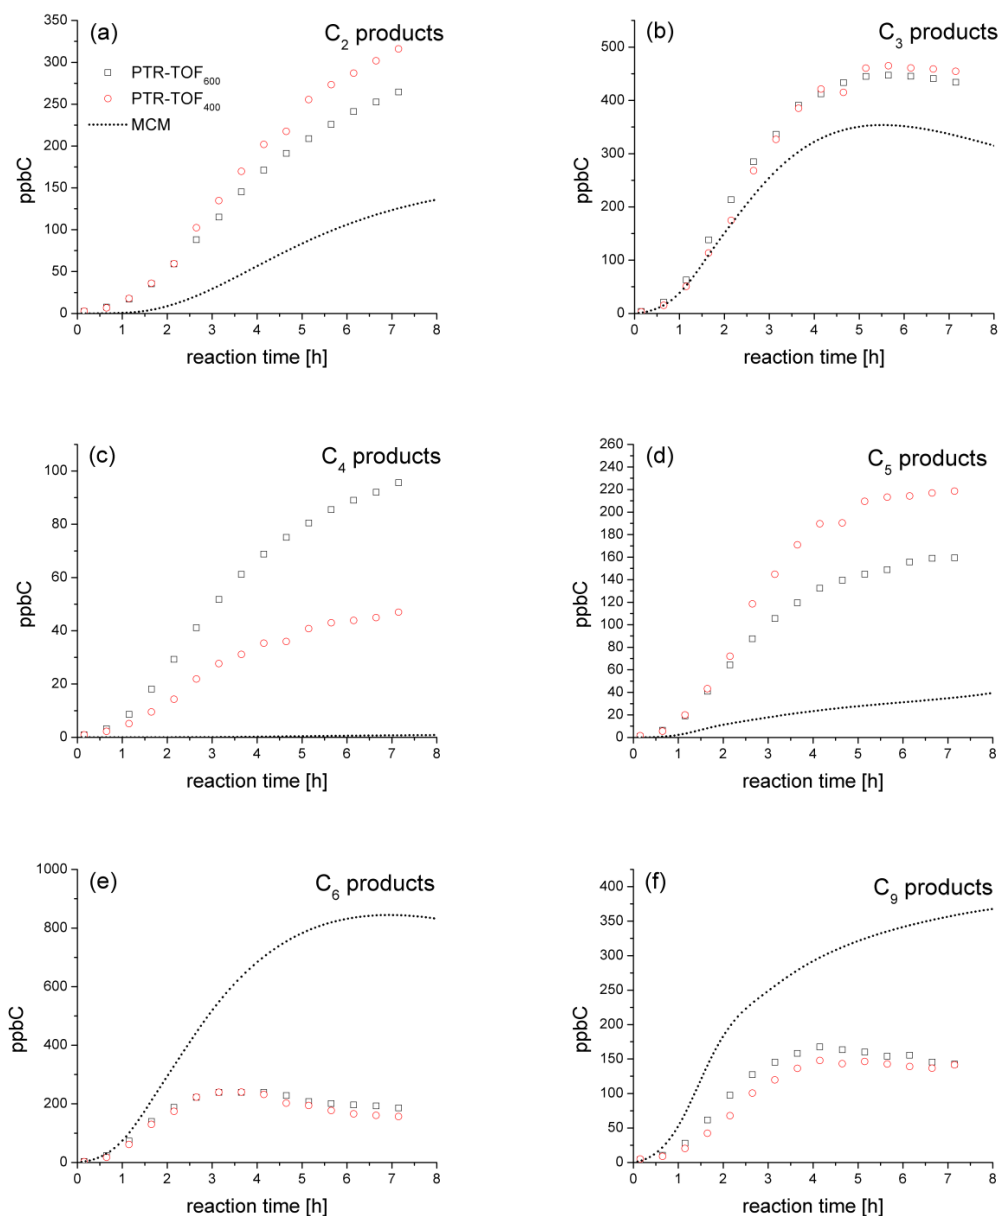 (a) C2 products
350
300
250
200
150
100
50
0
PTR-TOF600
PTR-TOF400
MCM
ppbC
0 1 2 3 4 5 6 7 8
reaction time [h]
(b) C3 products
500
400
300
200
100
0
ppbC
0 1 2 3 4 5 6 7 8
reaction time [h]
(c) C4 products
100
80
60
40
20
0
ppbC
0 1 2 3 4 5 6 7 8
reaction time [h]
(d) C5 products
260
240
220
200
180
160
140
120
100
80
60
40
20
0
ppbC
0 1 2 3 4 5 6 7 8
reaction time [h]
(e) C6 products
1000
800
600
400
200
0
ppbC
0 1 2 3 4 5 6 7 8
reaction time [h]
(f) C9 products
400
350
300
250
200
150
100
50
0
ppbC
0 1 2 3 4 5 6 7 8
reaction time [h]